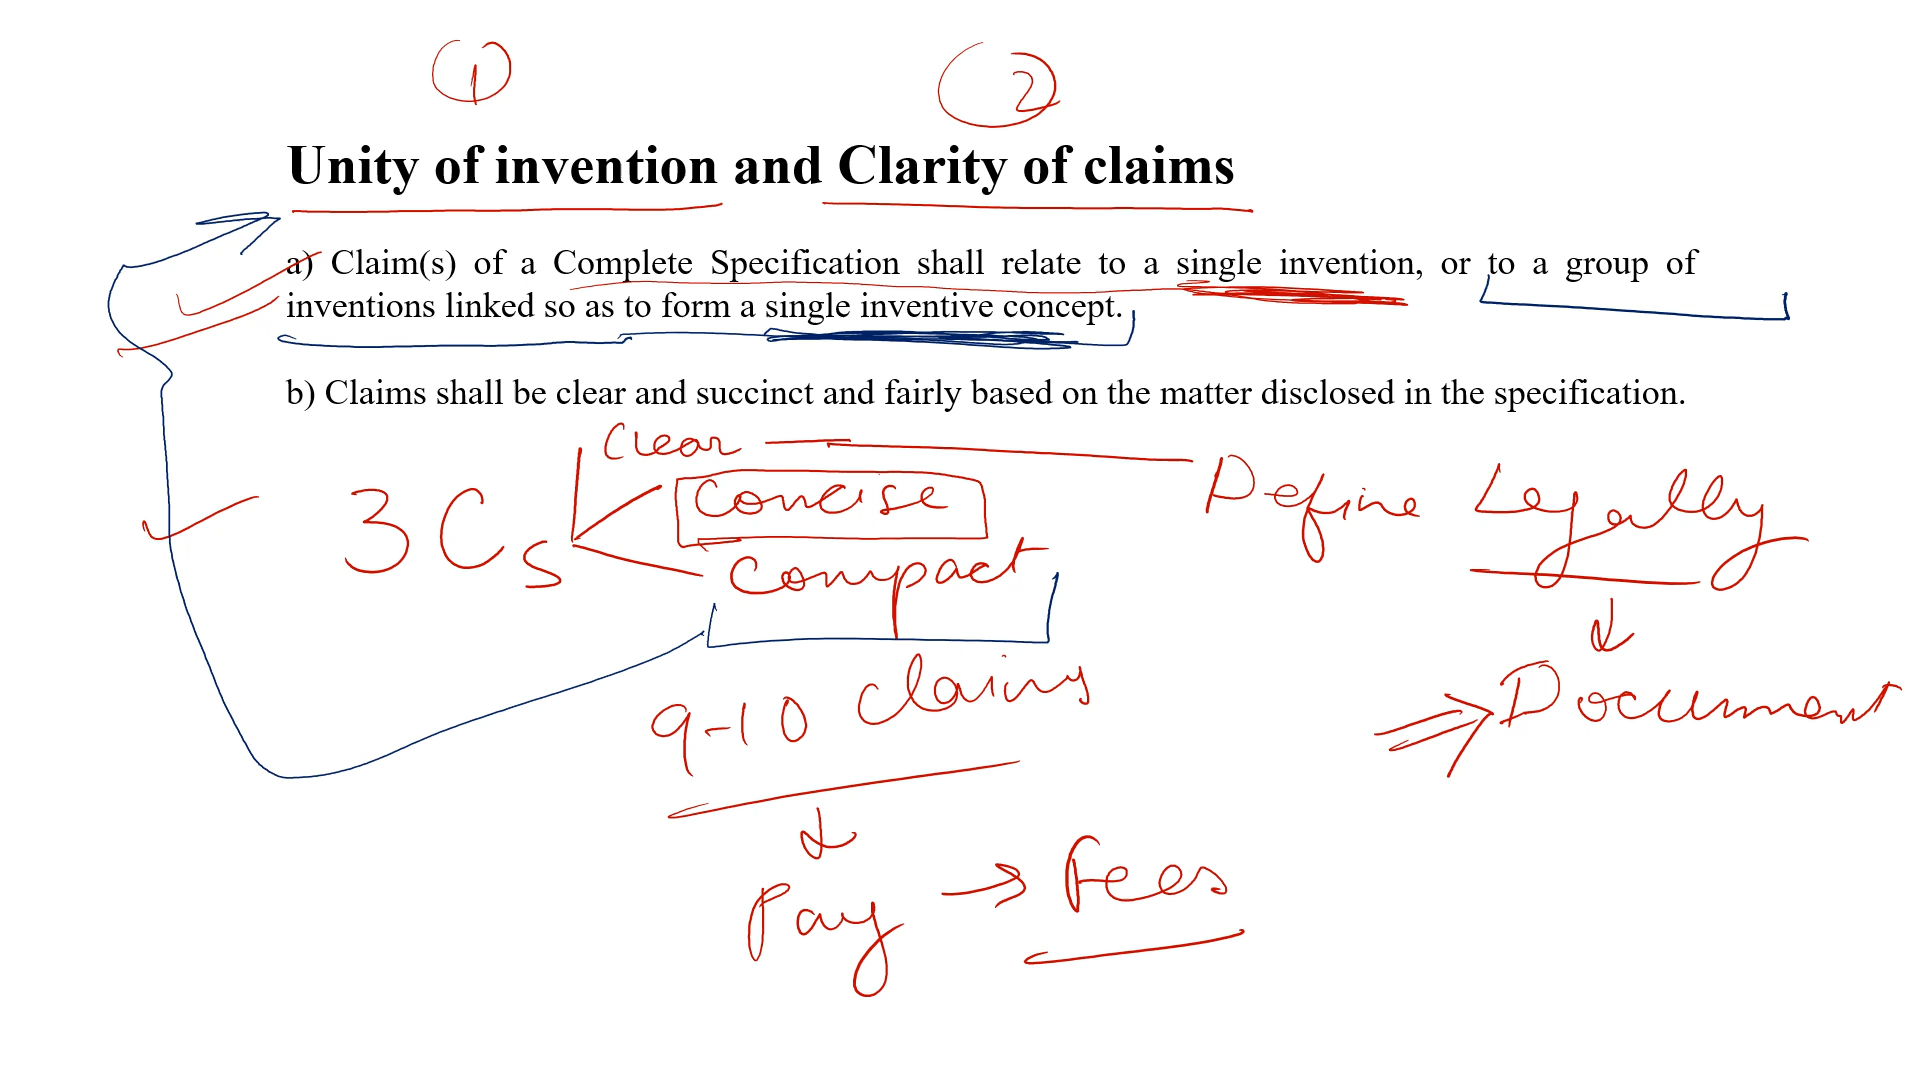 1 2
Unity of invention and Clarity of claims
a) Claim(s) of a Complete Specification shall relate to a single invention, or to a group of
inventions linked so as to form a single inventive concept.
b) Claims shall be clear and succinct and fairly based on the matter disclosed in the specification.
Clear
3 Cs Concise Define Legally
Compact
9-10 claims Document
Pay → Fees